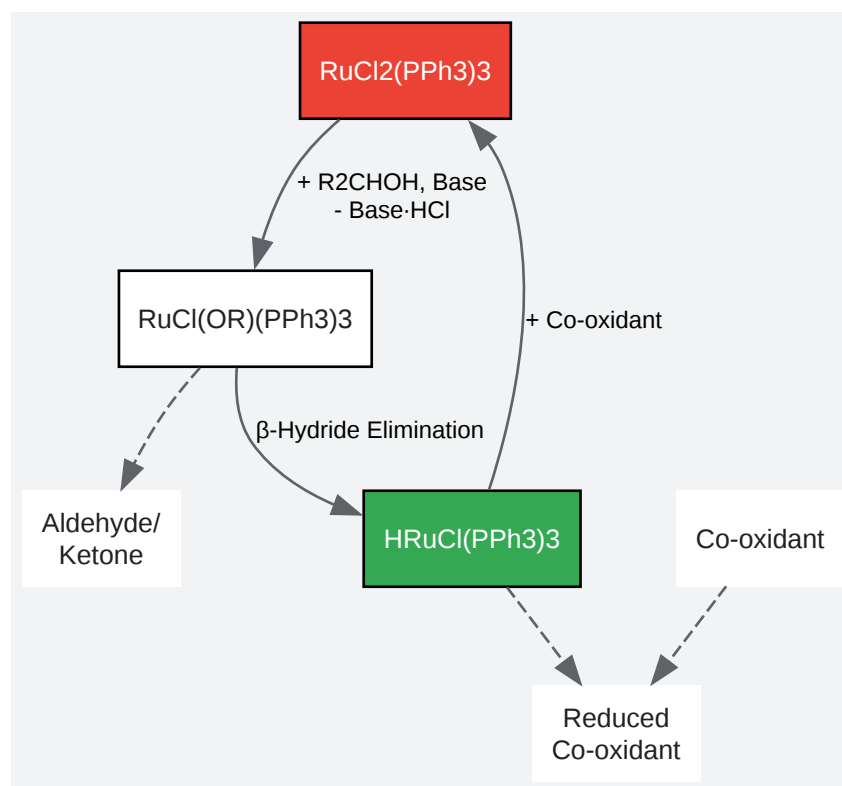 RuCl2(PPh3)3
+ R2CHOH, Base
- Base·HCl
RuCl(OR)(PPh3)3
+ Co-oxidant
β-Hydride Elimination
Aldehyde/
Ketone
HRuCl(PPh3)3
Co-oxidant
Reduced
Co-oxidant